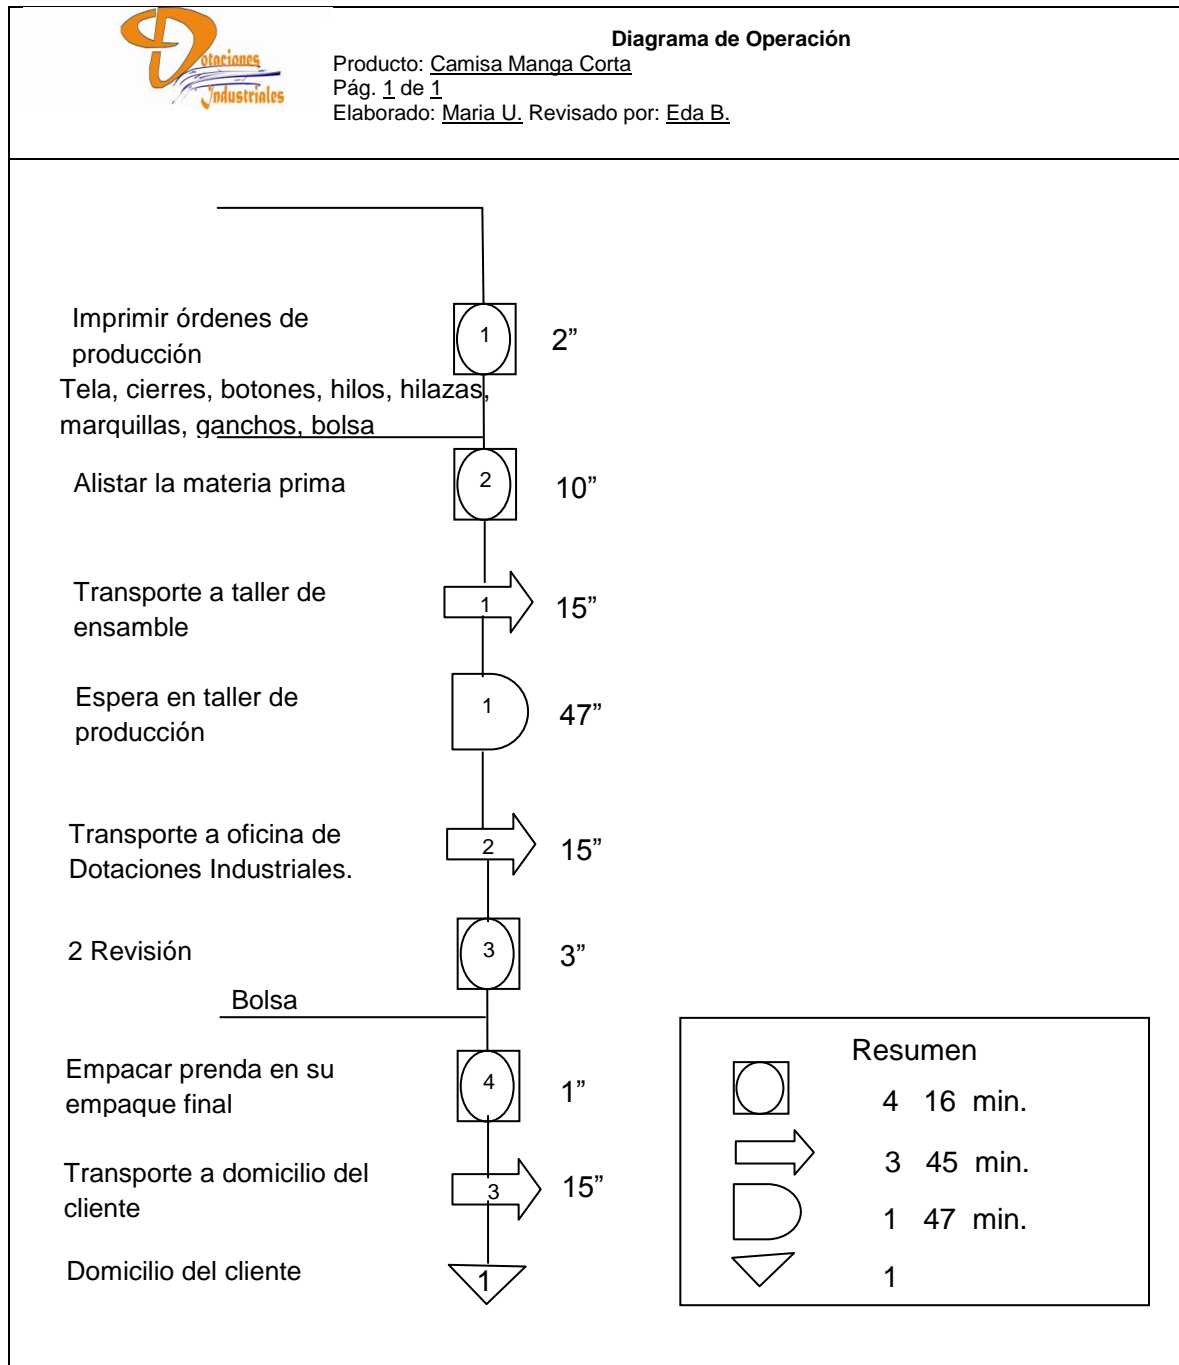 Dotaciones
Industriales
Diagrama de Operación
Producto: Camisa Manga Corta
Pág. 1 de 1
Elaborado: Maria U. Revisado por: Eda B.
Imprimir órdenes de
producción
1
2”
Tela, cierres, botones, hilos, hilazas,
marquillas, ganchos, bolsa
Alistar la materia prima
2
10”
Transporte a taller de
ensamble
1
15”
Espera en taller de
producción
1
47”
Transporte a oficina de
Dotaciones Industriales.
2
15”
2 Revisión
3
3”
Bolsa
Empacar prenda en su
empaque final
4
1”
Transporte a domicilio del
cliente
3
15”
Domicilio del cliente
1
Resumen
4 16 min.
3 45 min.
1 47 min.
1